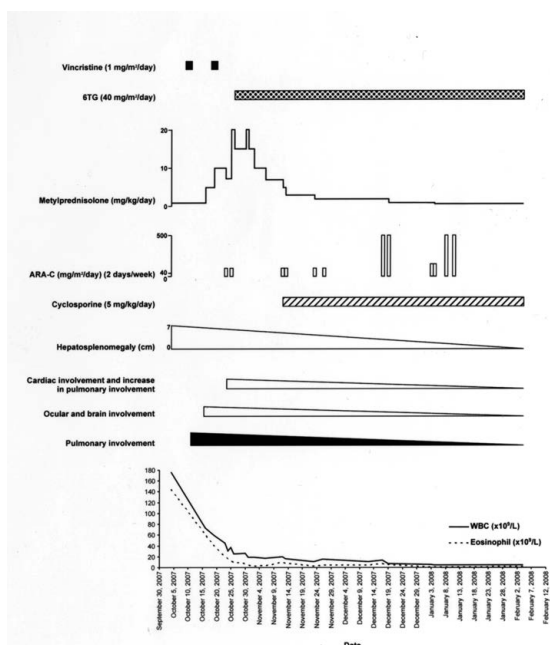 Vincristine (1 mg/m²/day)
6TG (40 mg/m²/day)
20
10
0
Metylprednisolone (mg/kg/day)
500
40
0
ARA-C (mg/m²/day) (2 days/week)
Cyclosporine (5 mg/kg/day)
7
0
Hepatosplenomegaly (cm)
Cardiac involvement and increase
in pulmonary involvement
Ocular and brain involvement
Pulmonary involvement
180
160
140
120
100
80
60
40
20
0
WBC (x10⁹/L)
Eosinophil (x10⁹/L)
September 30, 2007
October 5, 2007
October 10, 2007
October 15, 2007
October 20, 2007
October 25, 2007
October 30, 2007
November 4, 2007
November 9, 2007
November 14, 2007
November 19, 2007
November 24, 2007
November 29, 2007
December 4, 2007
December 9, 2007
December 14, 2007
December 19, 2007
December 24, 2007
December 29, 2007
January 3, 2008
January 8, 2008
January 13, 2008
January 18, 2008
January 23, 2008
January 28, 2008
February 2, 2008
February 7, 2008
February 12, 2008
Date